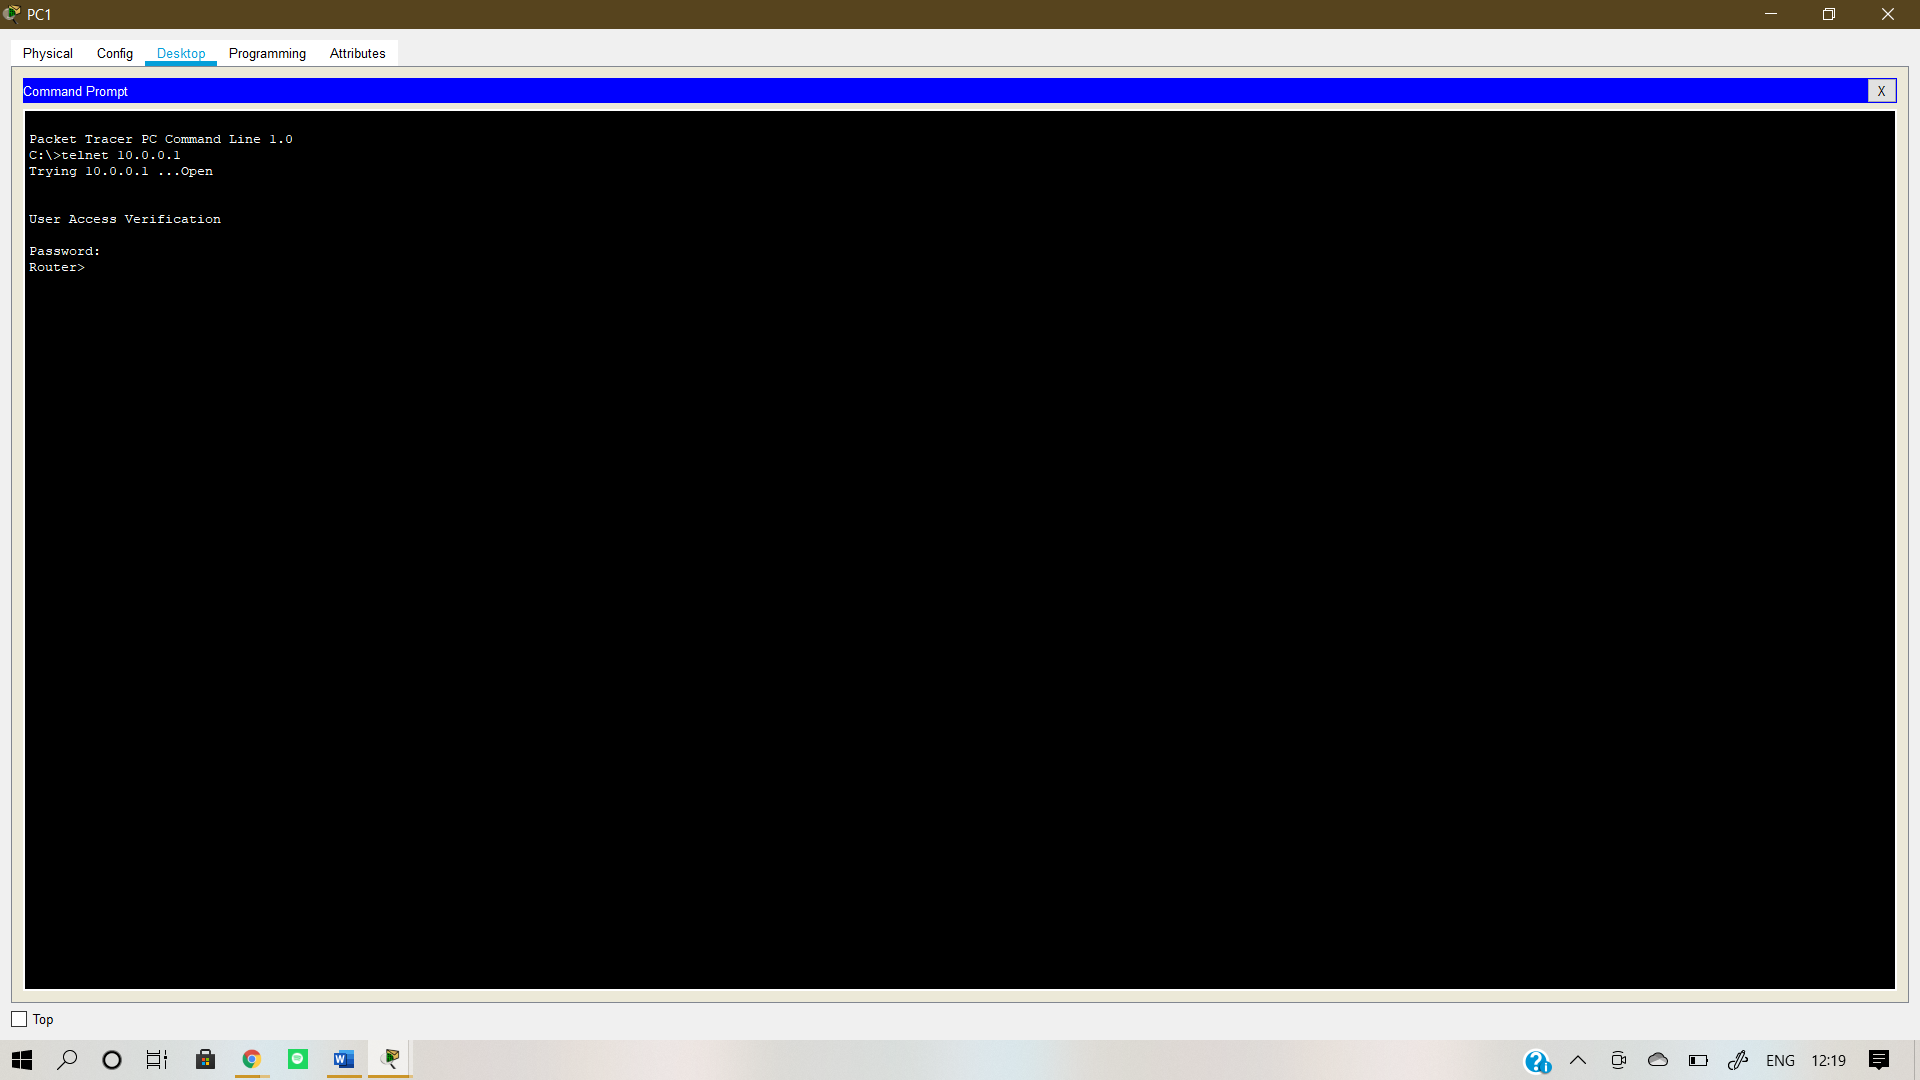 PC1
Physical Config Desktop Programming Attributes
Command Prompt
X
Packet Tracer PC Command Line 1.0
C:\>telnet 10.0.0.1
Trying 10.0.0.1 ...Open
User Access Verification
Password:
Router>
Top
ENG 12:19